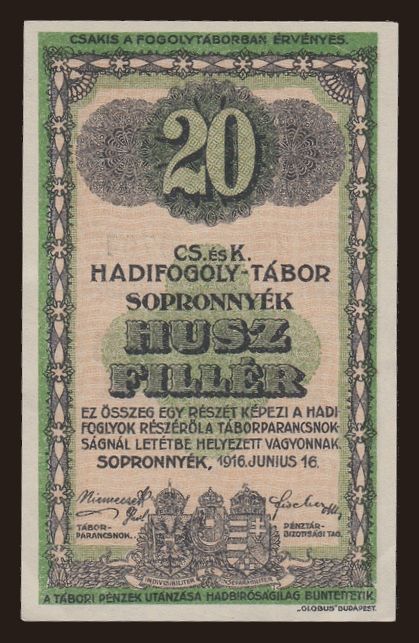 CSAKIS A FOGOLYTÁBORBAN ÉRVÉNYES.
20
CS. ÉS K.
HADIFOGOLY-TÁBOR
SOPRONNYÉK
HUSZ
FILLÉR
EZ ÖSSZEG EGY RÉSZÉT KÉPEZI A HADI
FOGLYOK RÉSZÉRŐL A TÁBORPARANCSNOK-
SÁGNÁL LETÉTBE HELYEZETT VAGYONNAK.
SOPRONNYÉK, 1916. JUNIUS 16.
TÁBOR-
PARANCSNOK.
PÉNZTÁR-
BIZOTTSÁGI TAG.
INDIVISIBILITER
INSEPARABILITER
A TÁBORI PÉNZEK UTÁNZÁSA HADBIRÓSÁGILAG BÜNTETTETIK.
„GLOBUS" BUDAPEST.